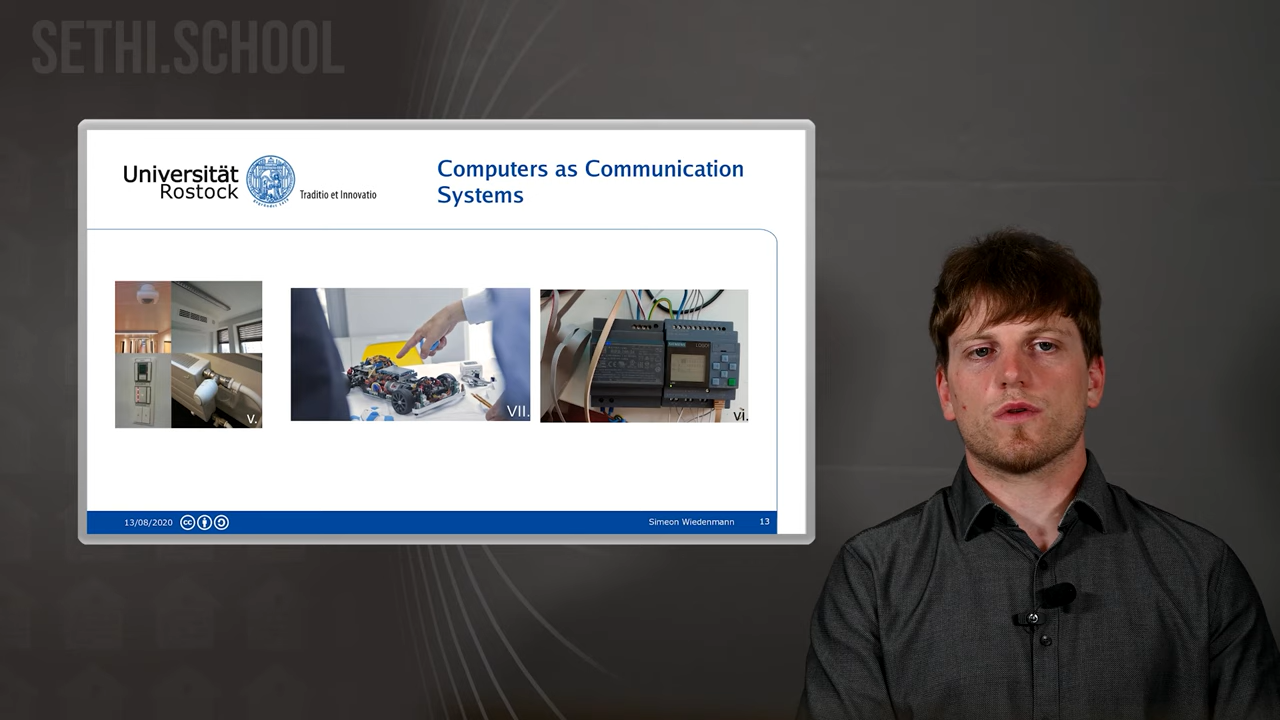 SETHI.SCHOOL
Universität
Rostock
Traditio et Innovatio
Computers as Communication
Systems
V.
VII.
vi.
13/08/2020
Simeon Wiedenmann
13